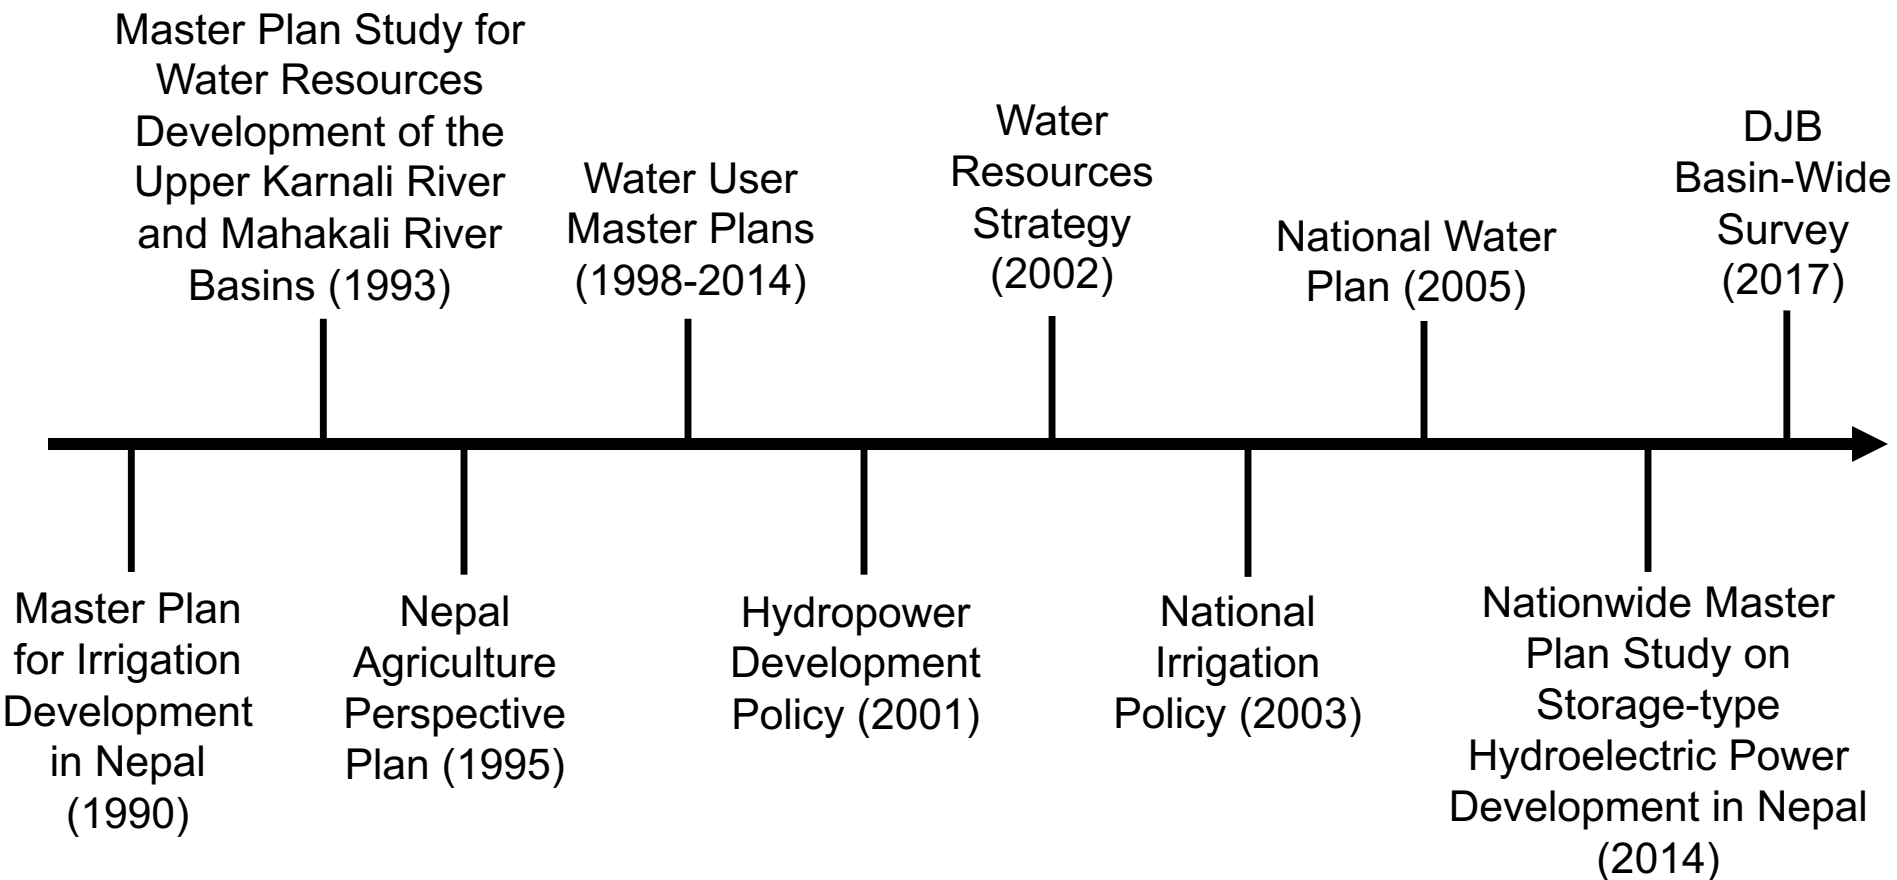 Master Plan Study for
Water Resources
Development of the
Upper Karnali River
and Mahakali River
Basins (1993)
Water User
Master Plans
(1998-2014)
Water
Resources
Strategy
(2002)
National Water
Plan (2005)
DJB
Basin-Wide
Survey
(2017)
Master Plan
for Irrigation
Development
in Nepal
(1990)
Nepal
Agriculture
Perspective
Plan (1995)
Hydropower
Development
Policy (2001)
National
Irrigation
Policy (2003)
Nationwide Master
Plan Study on
Storage-type
Hydroelectric Power
Development in Nepal
(2014)